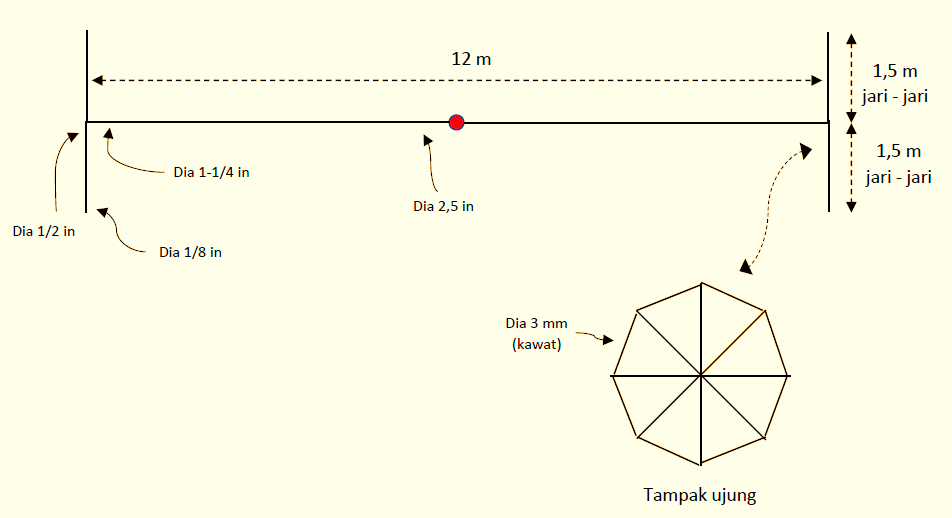 12 m
1,5 m
jari - jari
1,5 m
jari - jari
Dia 1-1/4 in
Dia 2,5 in
Dia 1/2 in
Dia 1/8 in
Dia 3 mm
(kawat)
Tampak ujung